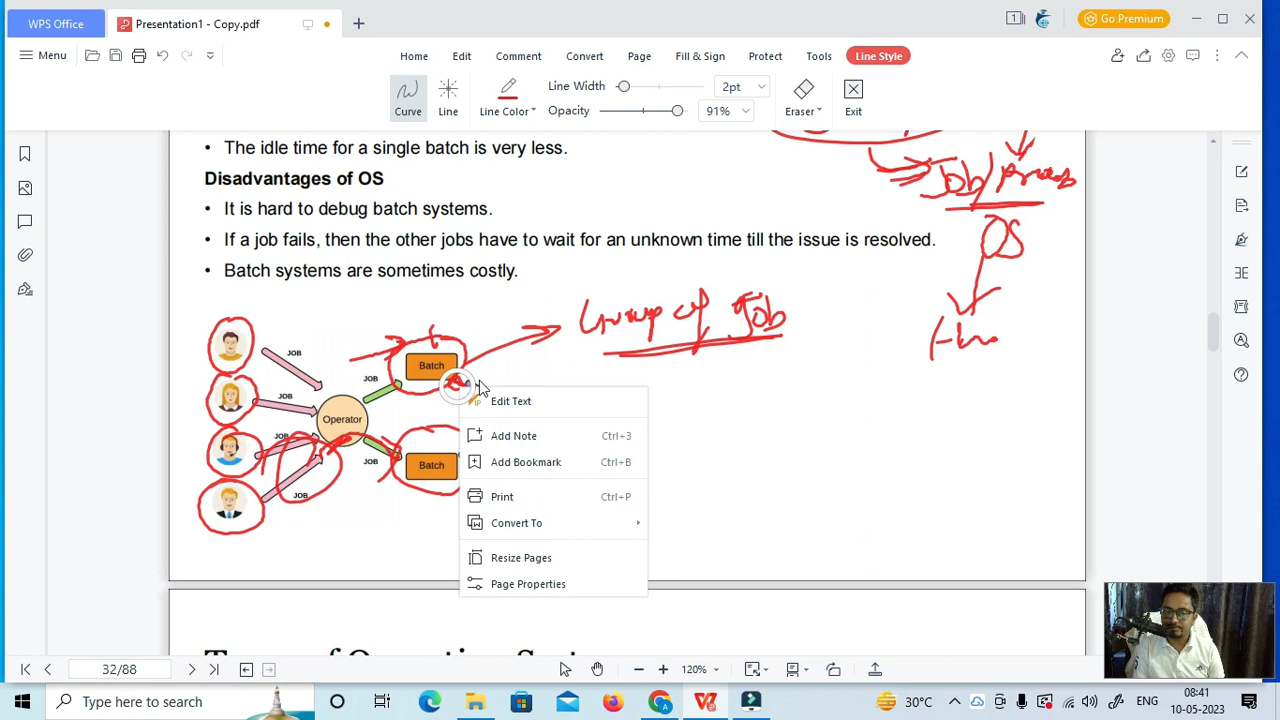 WPS Office
Presentation1 - Copy.pdf
1
Go Premium
Menu
Home
Edit
Comment
Convert
Page
Fill & Sign
Protect
Tools
Line Style
Curve
Line
Line Color
Line Width
2pt
Opacity
91%
Eraser
Exit
• The idle time for a single batch is very less.
Disadvantages of OS
• It is hard to debug batch systems.
• If a job fails, then the other jobs have to wait for an unknown time till the issue is resolved.
• Batch systems are sometimes costly.
Job/Process
OS
Group of Job
JOB
JOB
JOB
JOB
Operator
JOB
JOB
Batch
Batch
Edit Text
Add Note Ctrl+3
Add Bookmark Ctrl+B
Print Ctrl+P
Convert To
Resize Pages
Page Properties
32/88
120%
Type here to search
30°C
ENG
08:41
10-05-2023